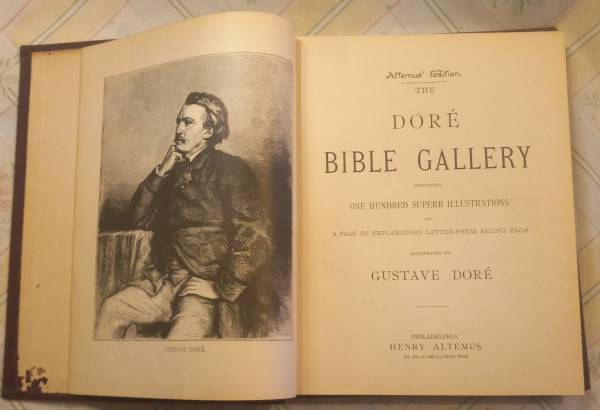 GUSTAVE DORÉ.
Altemus' Edition.
THE
DORÉ
BIBLE GALLERY
CONTAINING
ONE HUNDRED SUPERB ILLUSTRATIONS
AND
A PAGE OF EXPLANATORY LETTER-PRESS FACING EACH
ILLUSTRATED BY
GUSTAVE DORÉ
PHILADELPHIA
HENRY ALTEMUS